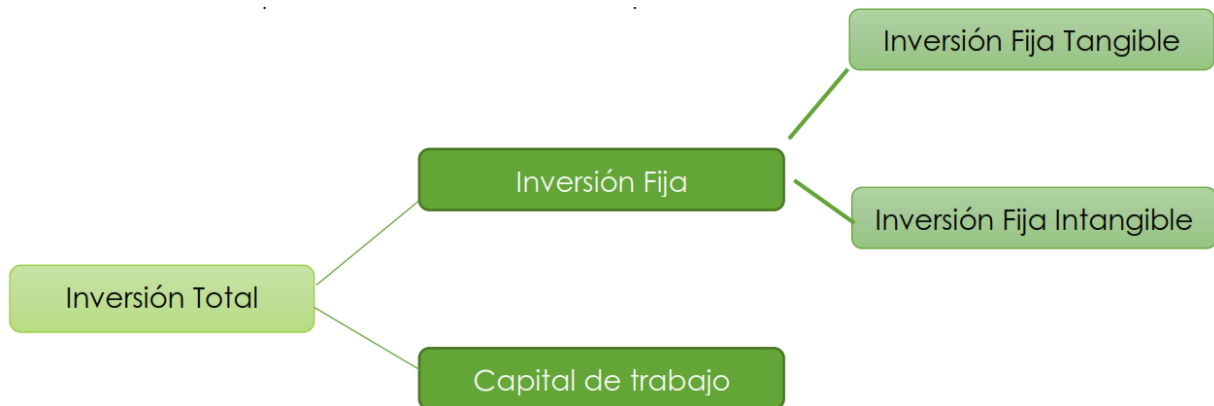 Inversión Fija Tangible
Inversión Fija
Inversión Fija Intangible
Inversión Total
Capital de trabajo